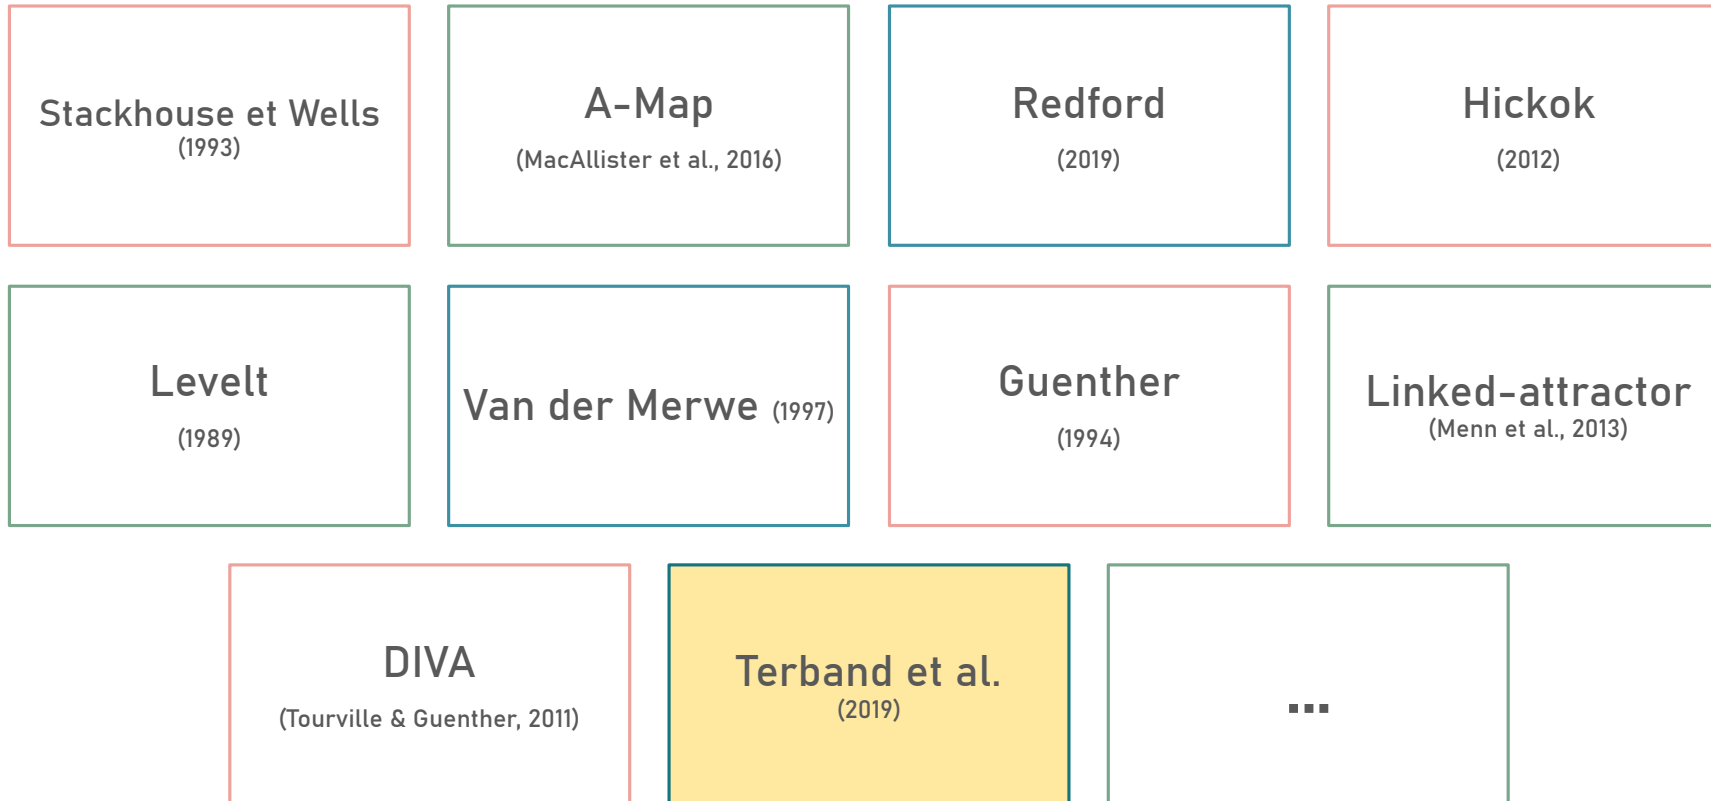 Stackhouse et Wells
(1993)
A-Map
(MacAllister et al., 2016)
Redford
(2019)
Hickok
(2012)
Levelt
(1989)
Van der Merwe (1997)
Guenther
(1994)
Linked-attractor
(Menn et al., 2013)
DIVA
(Tourville & Guenther, 2011)
Terband et al.
(2019)
...